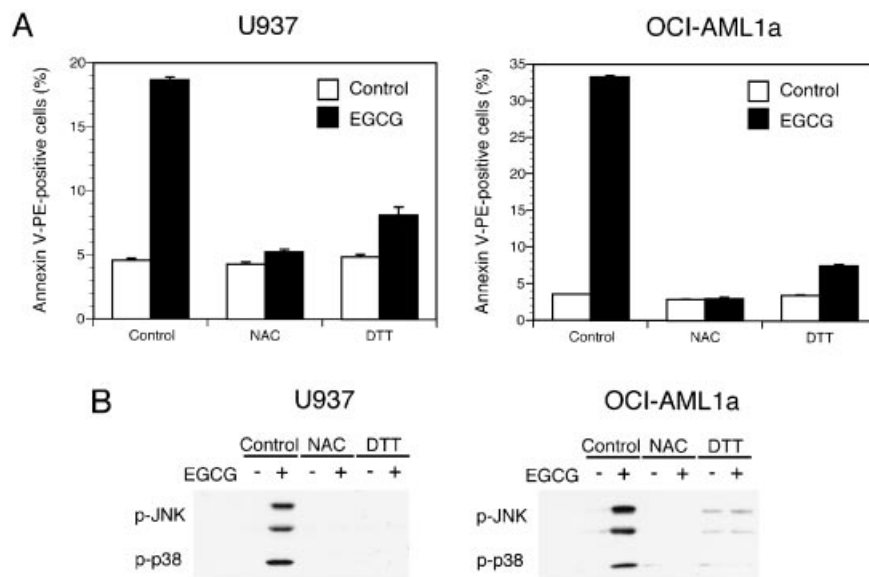 A
U937
OCI-AML1a
Annexin V-PE-positive cells (%)
20
15
10
5
0
Control
EGCG
Control
NAC
DTT
Annexin V-PE-positive cells (%)
35
30
25
20
15
10
5
0
Control
EGCG
Control
NAC
DTT
B
U937
OCI-AML1a
Control NAC DTT
EGCG - + - + - +
p-JNK
p-p38
Control NAC DTT
EGCG - + - + - +
p-JNK
p-p38